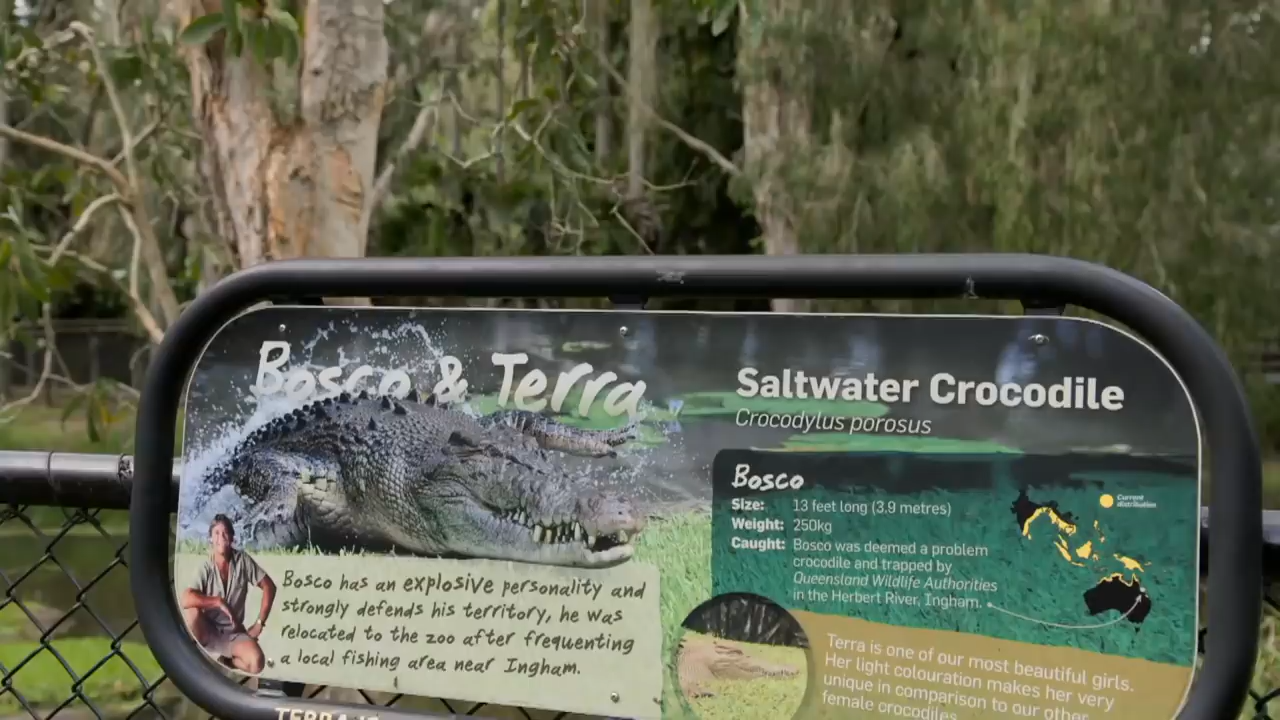 Bosco & Terra
Bosco has an explosive personality and
strongly defends his territory, he was
relocated to the zoo after frequenting
a local fishing area near Ingham.
Saltwater Crocodile
Crocodylus porosus
Bosco
Size: 13 feet long (3.9 metres)
Weight: 250kg
Caught: Bosco was deemed a problem
crocodile and trapped by
Queensland Wildlife Authorities
in the Herbert River, Ingham.
Current
distribution
Terra is one of our most beautiful girls.
Her light colouration makes her very
unique in comparison to our other
female crocodiles.